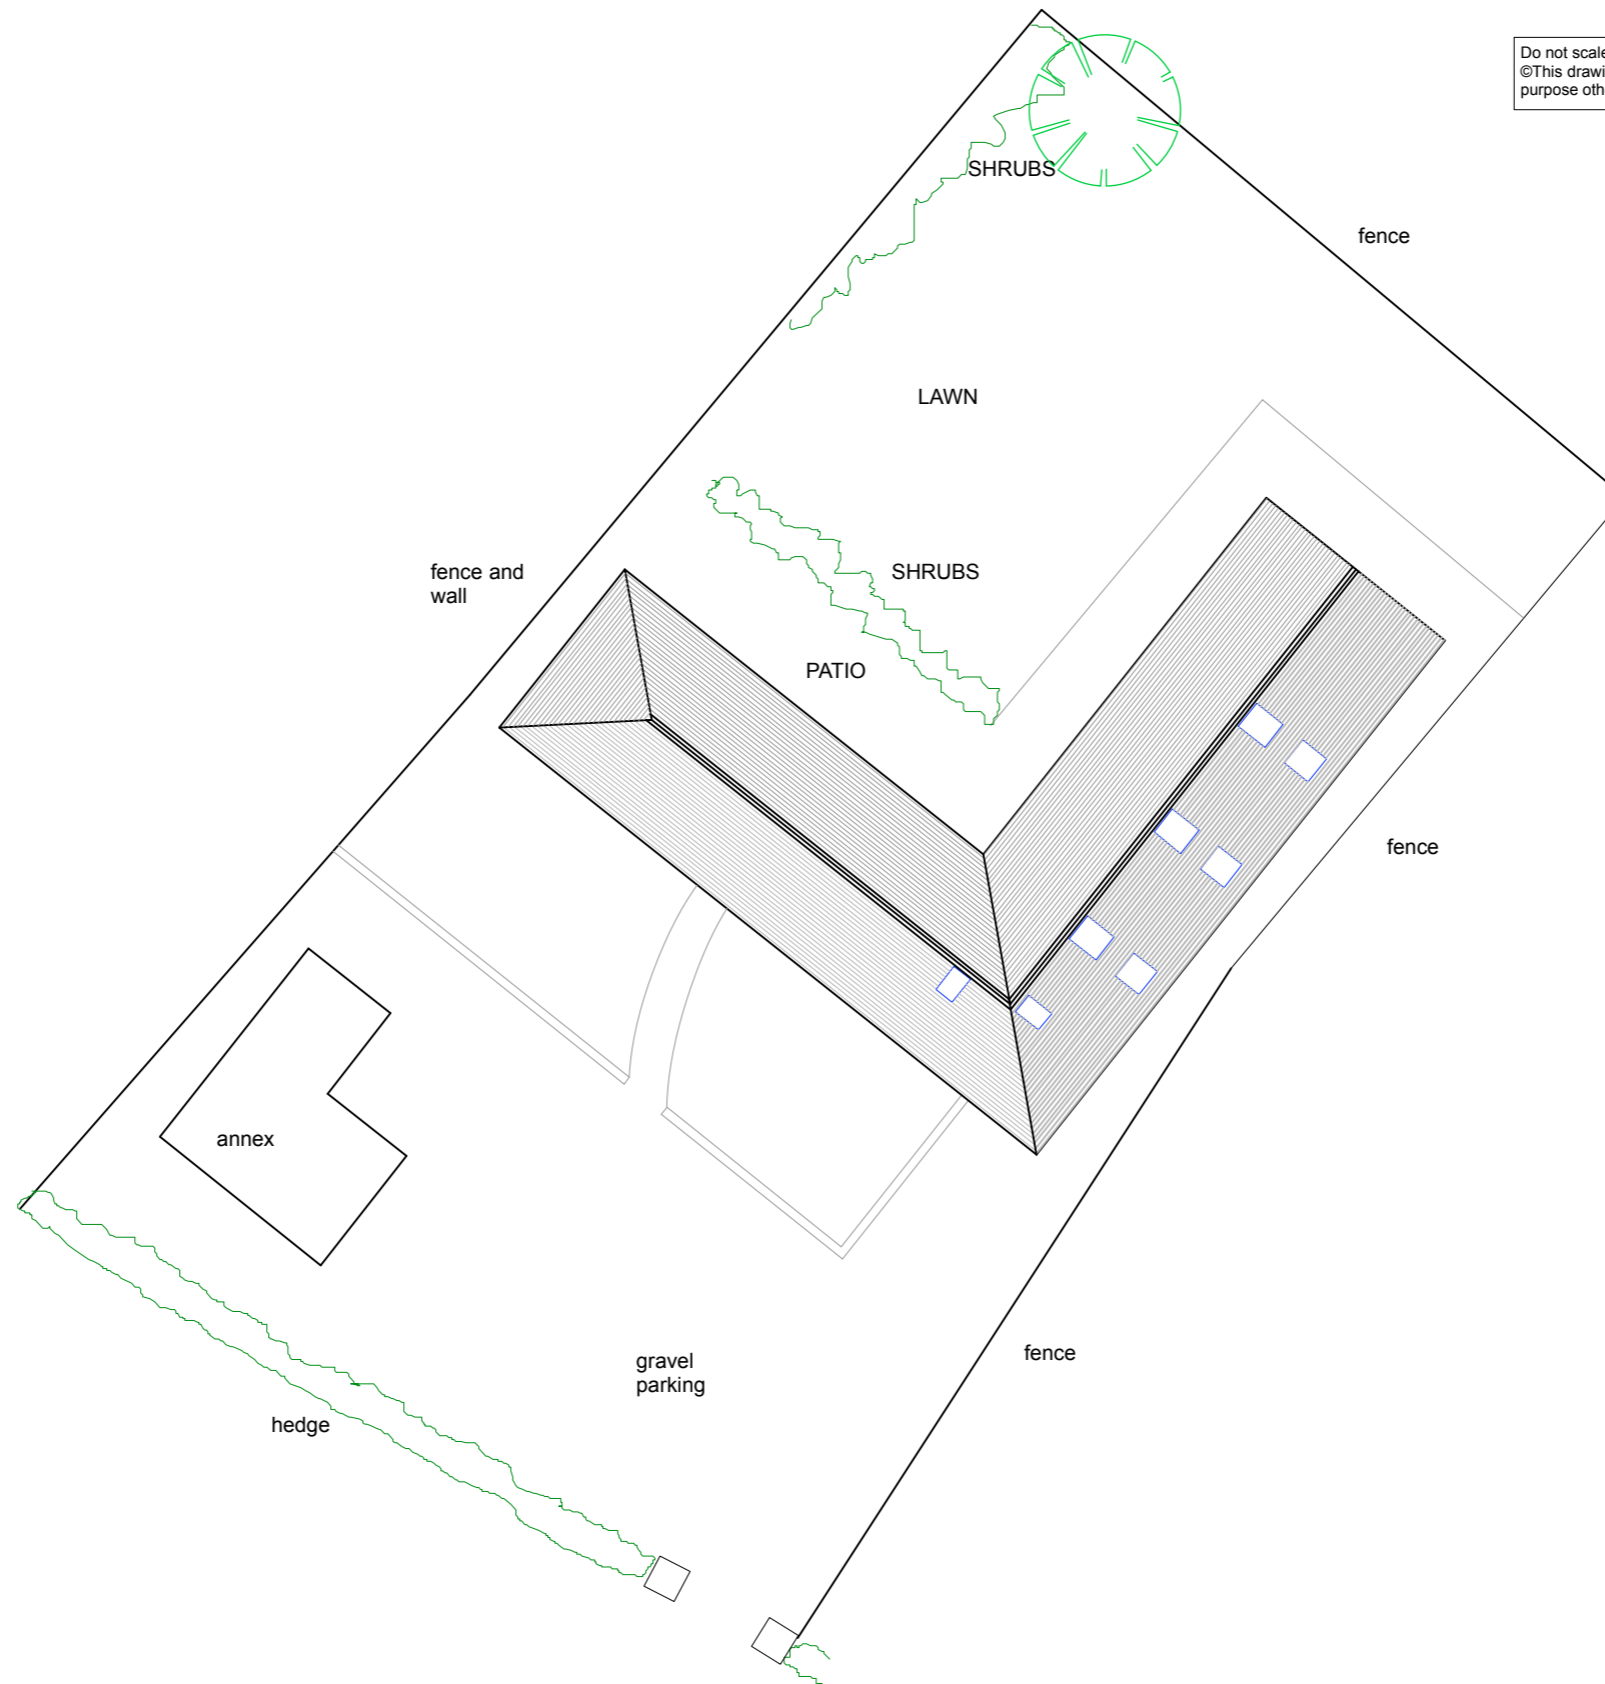 Do not scale
©This drawi
purpose oth
SHRUBS
fence
LAWN
fence and
wall
SHRUBS
PATIO
fence
annex
fence
gravel
parking
hedge